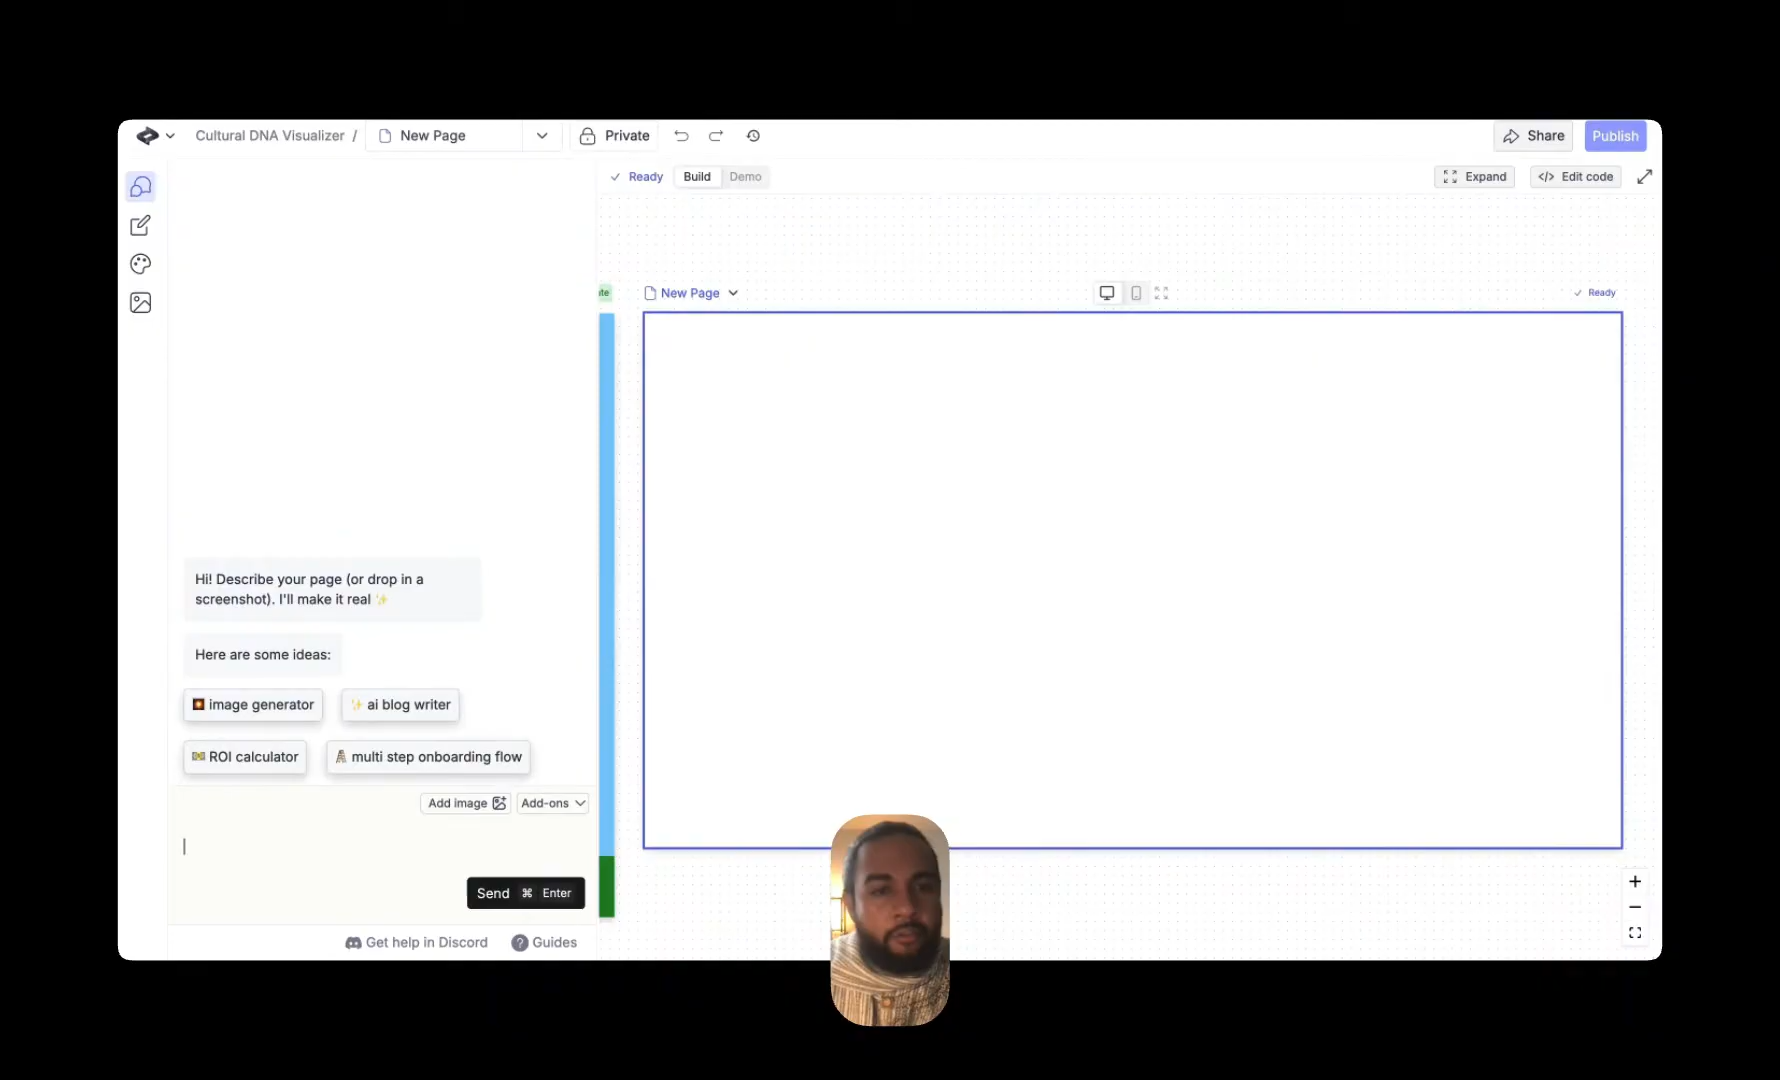 Cultural DNA Visualizer / New Page Private Share Publish
Ready Build Demo Expand </> Edit code
New Page Ready
Hi! Describe your page (or drop in a
screenshot). I'll make it real ✨
Here are some ideas:
image generator ✨ ai blog writer
ROI calculator multi step onboarding flow
Add image Add-ons
Send ⌘ Enter
Get help in Discord ? Guides